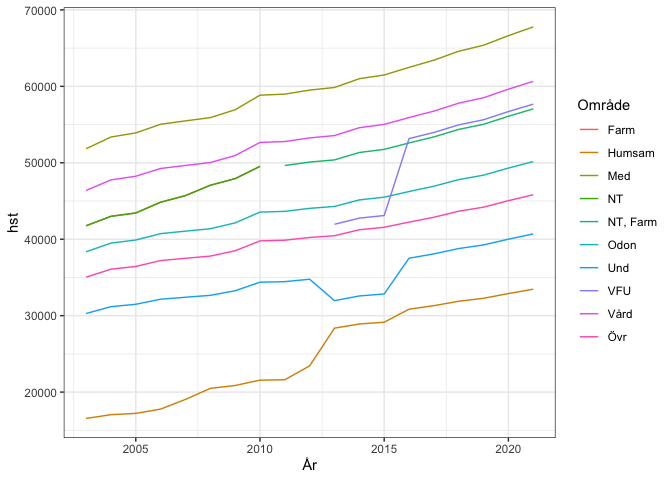 70000
60000
50000
40000
30000
20000
hst
2005
2010
2015
2020
År
Område
Farm
Humsam
Med
NT
NT, Farm
Odon
Und
VFU
Vård
Övr